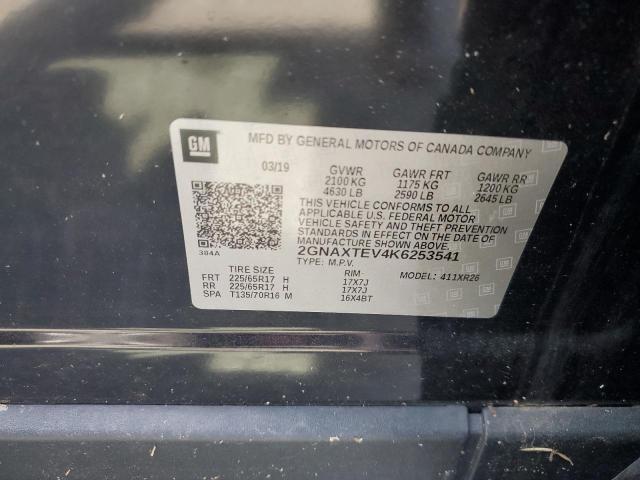 GM
MFD BY GENERAL MOTORS OF CANADA COMPANY
03/19 GVWR GAWR FRT GAWR RR
2100 KG 1175 KG 1200 KG
4630 LB 2590 LB 2645 LB
THIS VEHICLE CONFORMS TO ALL
APPLICABLE U.S. FEDERAL MOTOR
VEHICLE SAFETY AND THEFT PREVENTION
STANDARDS IN EFFECT ON THE DATE OF
MANUFACTURE SHOWN ABOVE.
384A 2GNAXTEV4K6253541
TYPE: M.P.V. MODEL: 411XR26
TIRE SIZE RIM
FRT 225/65R17 H 17X7J
RR 225/65R17 H 17X7J
SPA T135/70R16 M 16X4BT